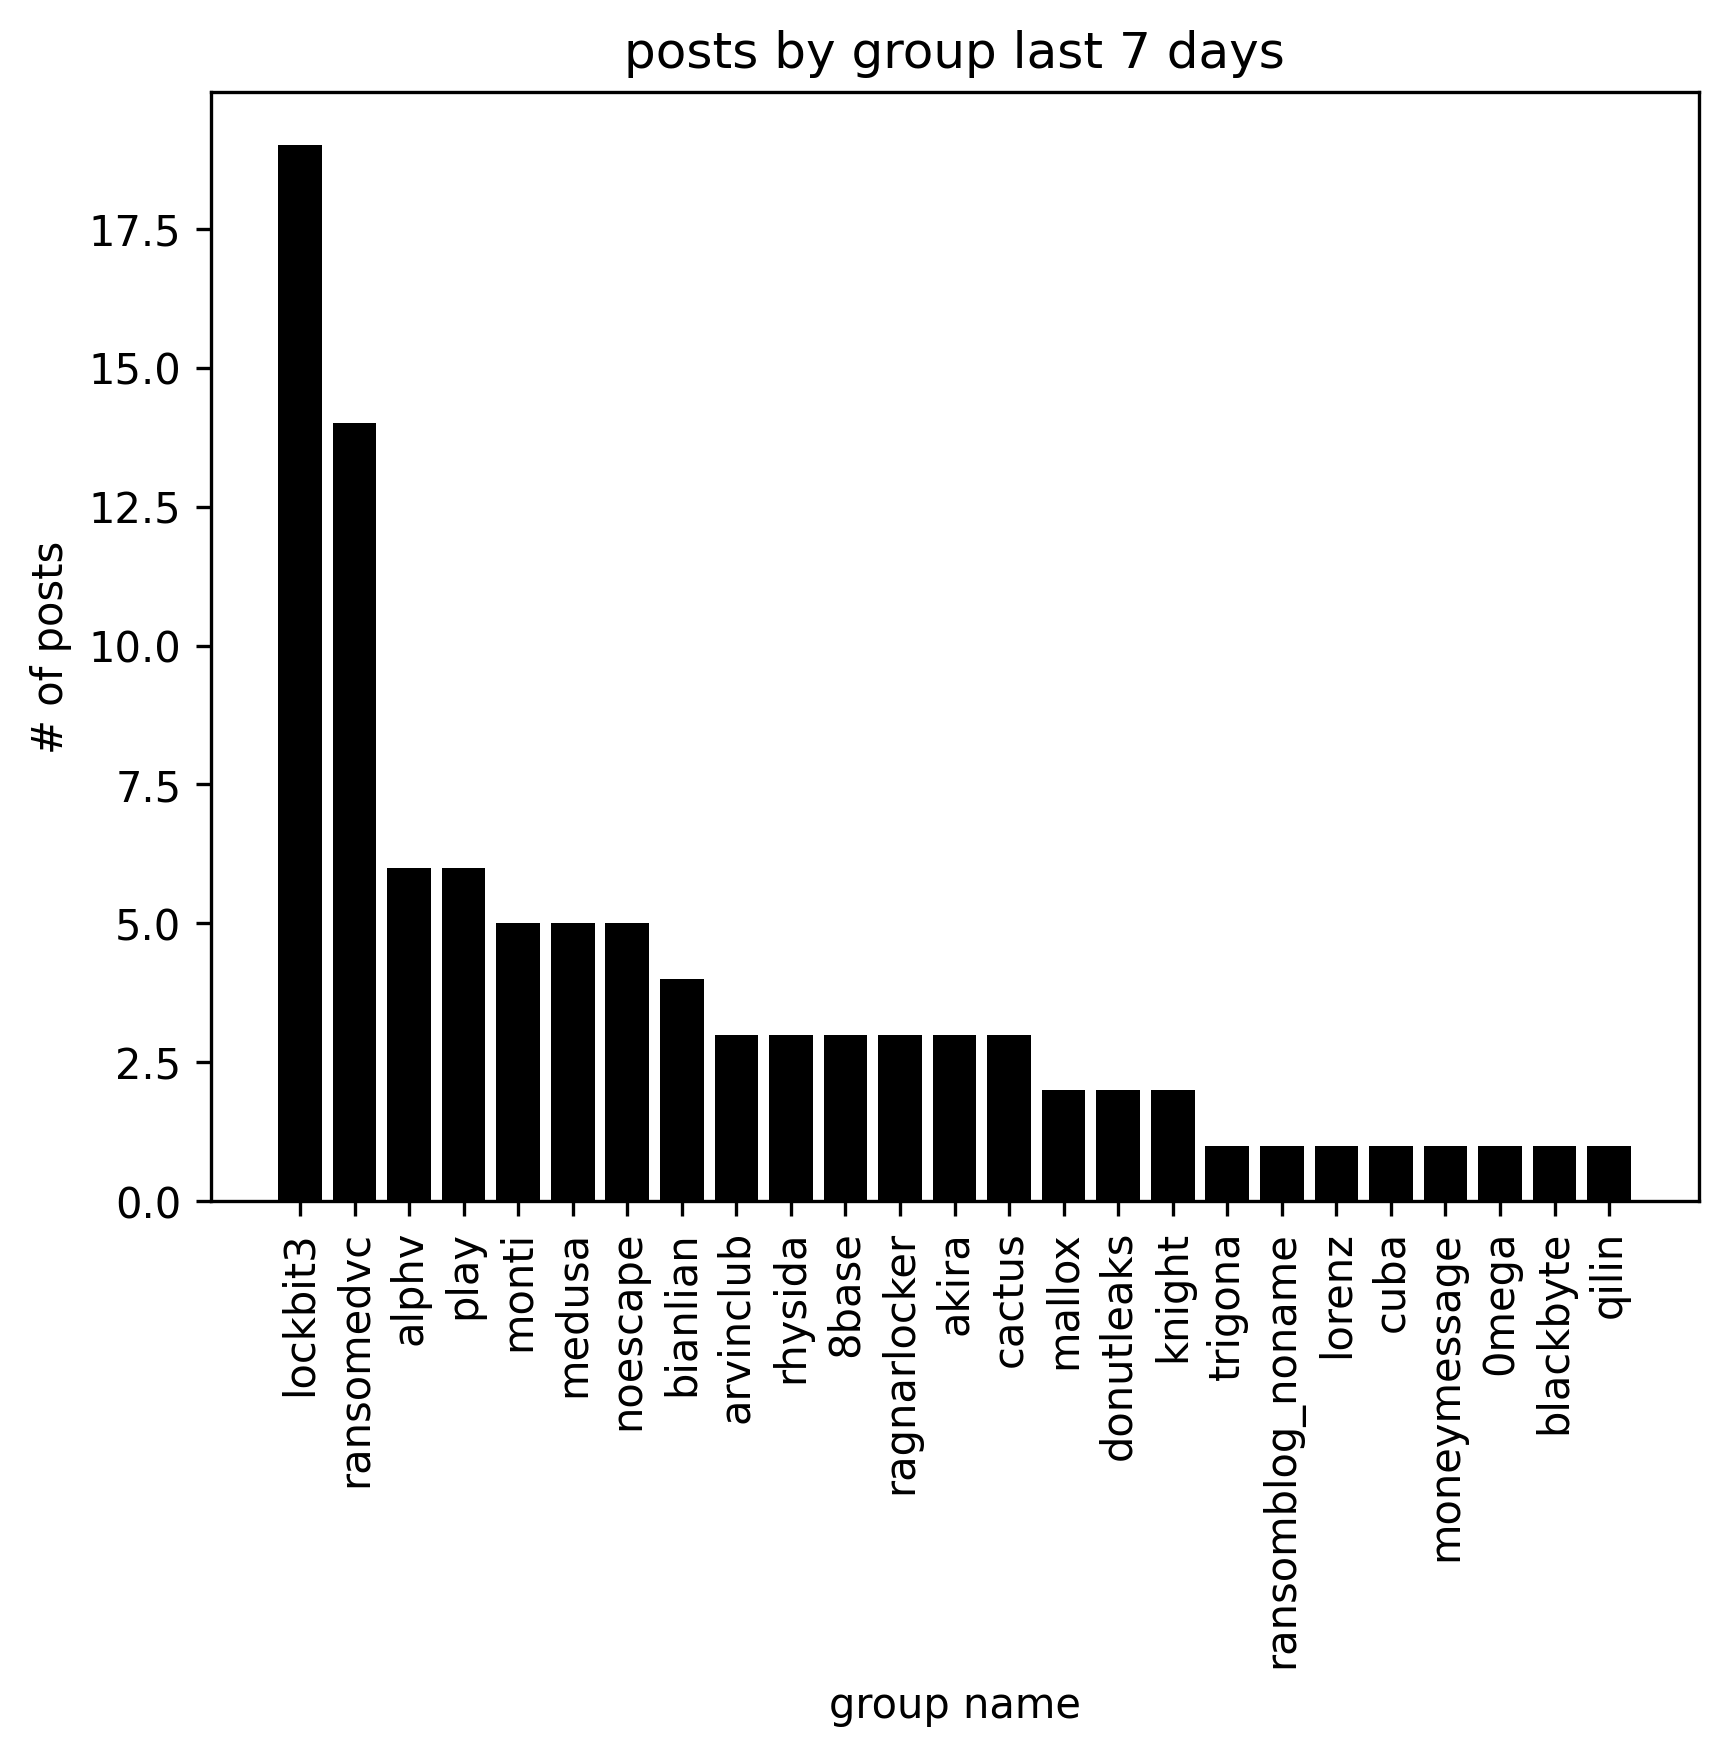 posts by group last 7 days
# of posts
17.5
15.0
12.5
10.0
7.5
5.0
2.5
0.0
lockbit3
ransomedvc
alphv
play
monti
medusa
noescape
bianlian
arvinclub
rhysida
8base
ragnarlocker
akira
cactus
mallox
donutleaks
knight
trigona
ransomblog_noname
lorenz
cuba
moneymessage
0mega
blackbyte
qilin
group name